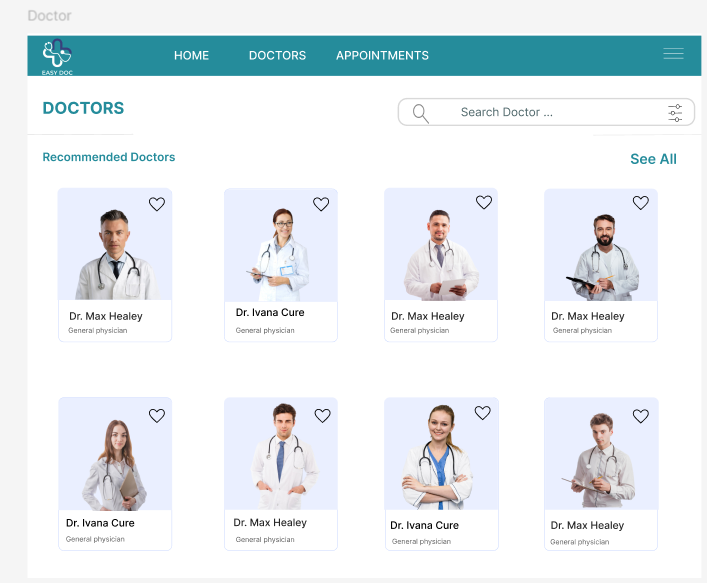 Doctor
EASY DOC
HOME DOCTORS APPOINTMENTS
DOCTORS
Search Doctor ...
Recommended Doctors
See All
Dr. Max Healey
General physician
Dr. Ivana Cure
General physician
Dr. Max Healey
General physician
Dr. Max Healey
General physician
Dr. Ivana Cure
General physician
Dr. Max Healey
General physician
Dr. Ivana Cure
General physician
Dr. Max Healey
General physician